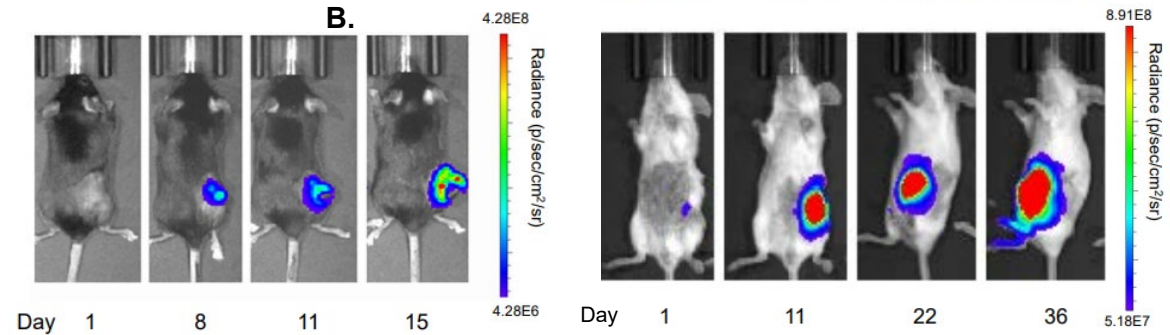 B.
4.28E8
Radiance (p/sec/cm²/sr)
4.28E6
Day 1 8 11 15
8.91E8
Radiance (p/sec/cm²/sr)
5.18E7
Day 1 11 22 36